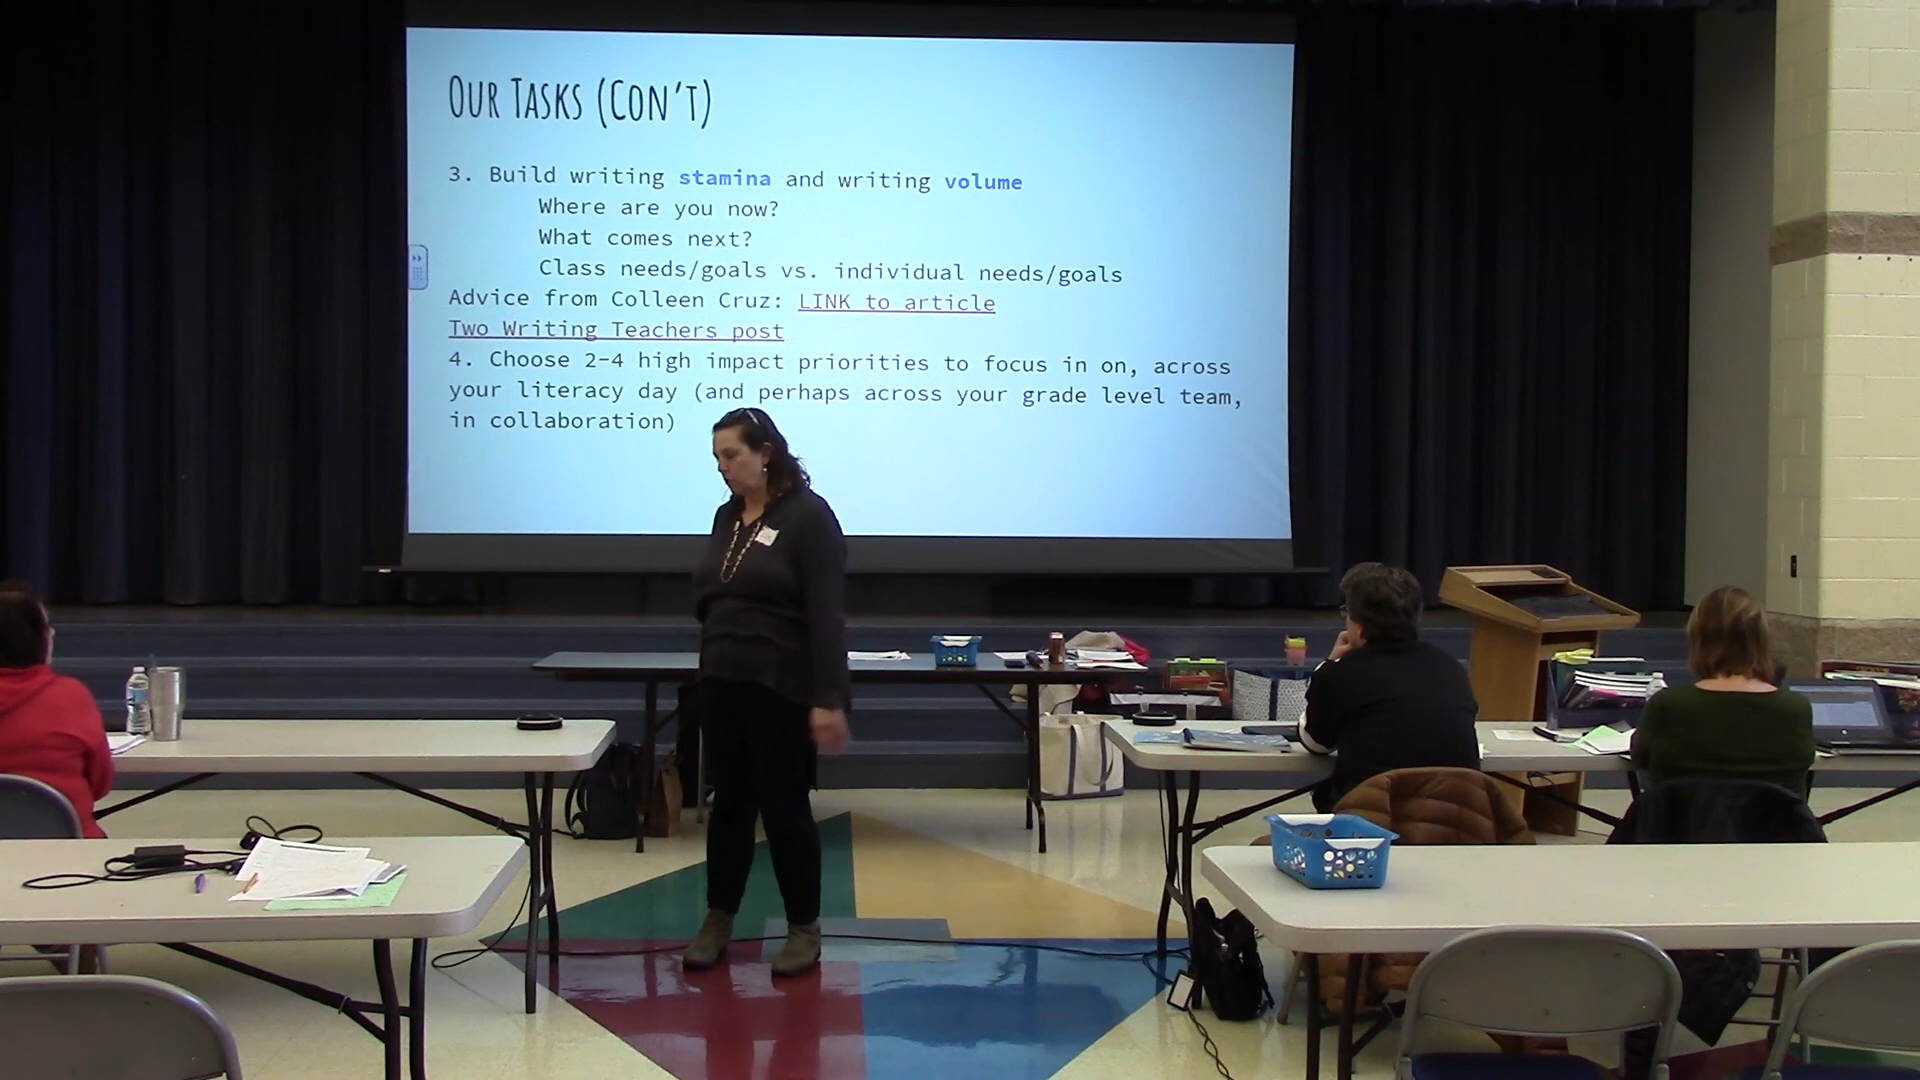 OUR TASKS (CON'T)
3. Build writing stamina and writing volume
Where are you now?
What comes next?
Class needs/goals vs. individual needs/goals
Advice from Colleen Cruz: LINK to article
Two Writing Teachers post
4. Choose 2-4 high impact priorities to focus in on, across
your literacy day (and perhaps across your grade level team,
in collaboration)